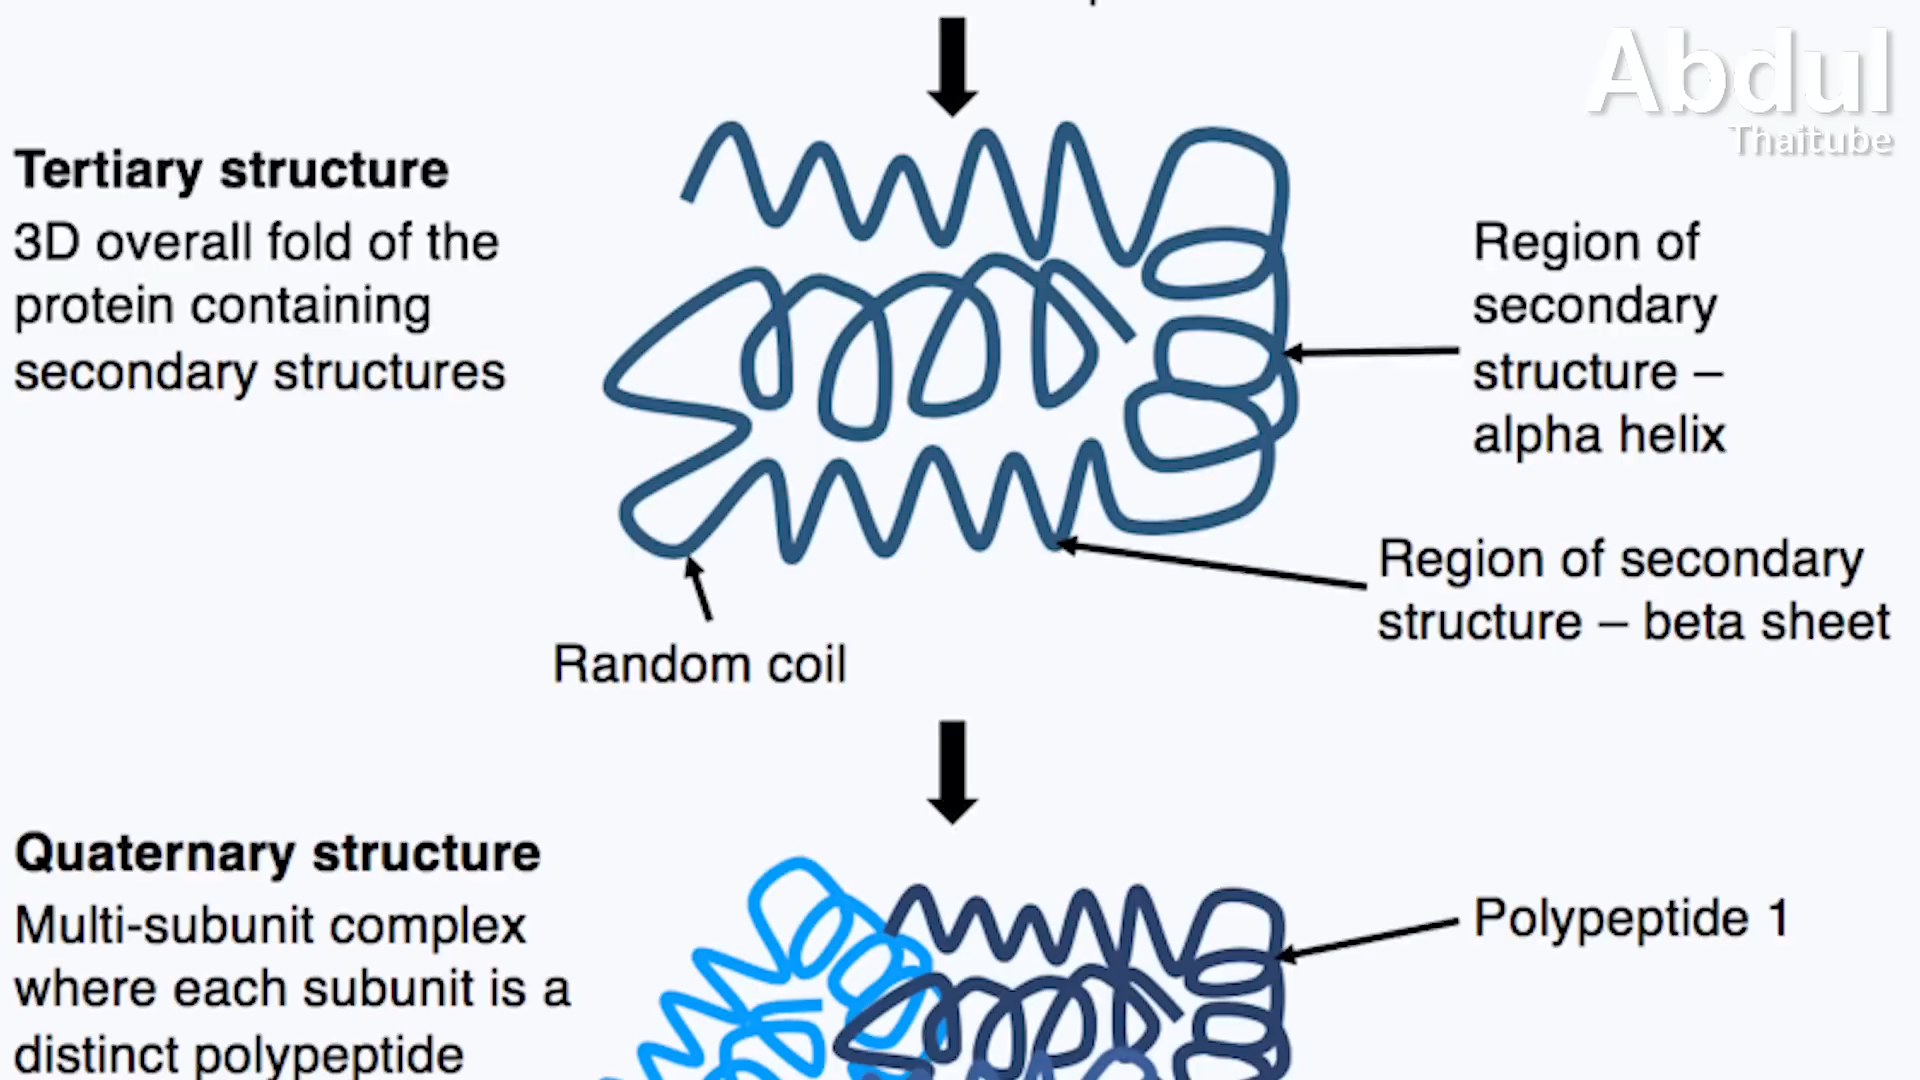 Abdul
Thaitube
Tertiary structure
3D overall fold of the
protein containing
secondary structures
Region of
secondary
structure –
alpha helix
Region of secondary
structure – beta sheet
Random coil
Quaternary structure
Multi-subunit complex
where each subunit is a
distinct polypeptide
Polypeptide 1